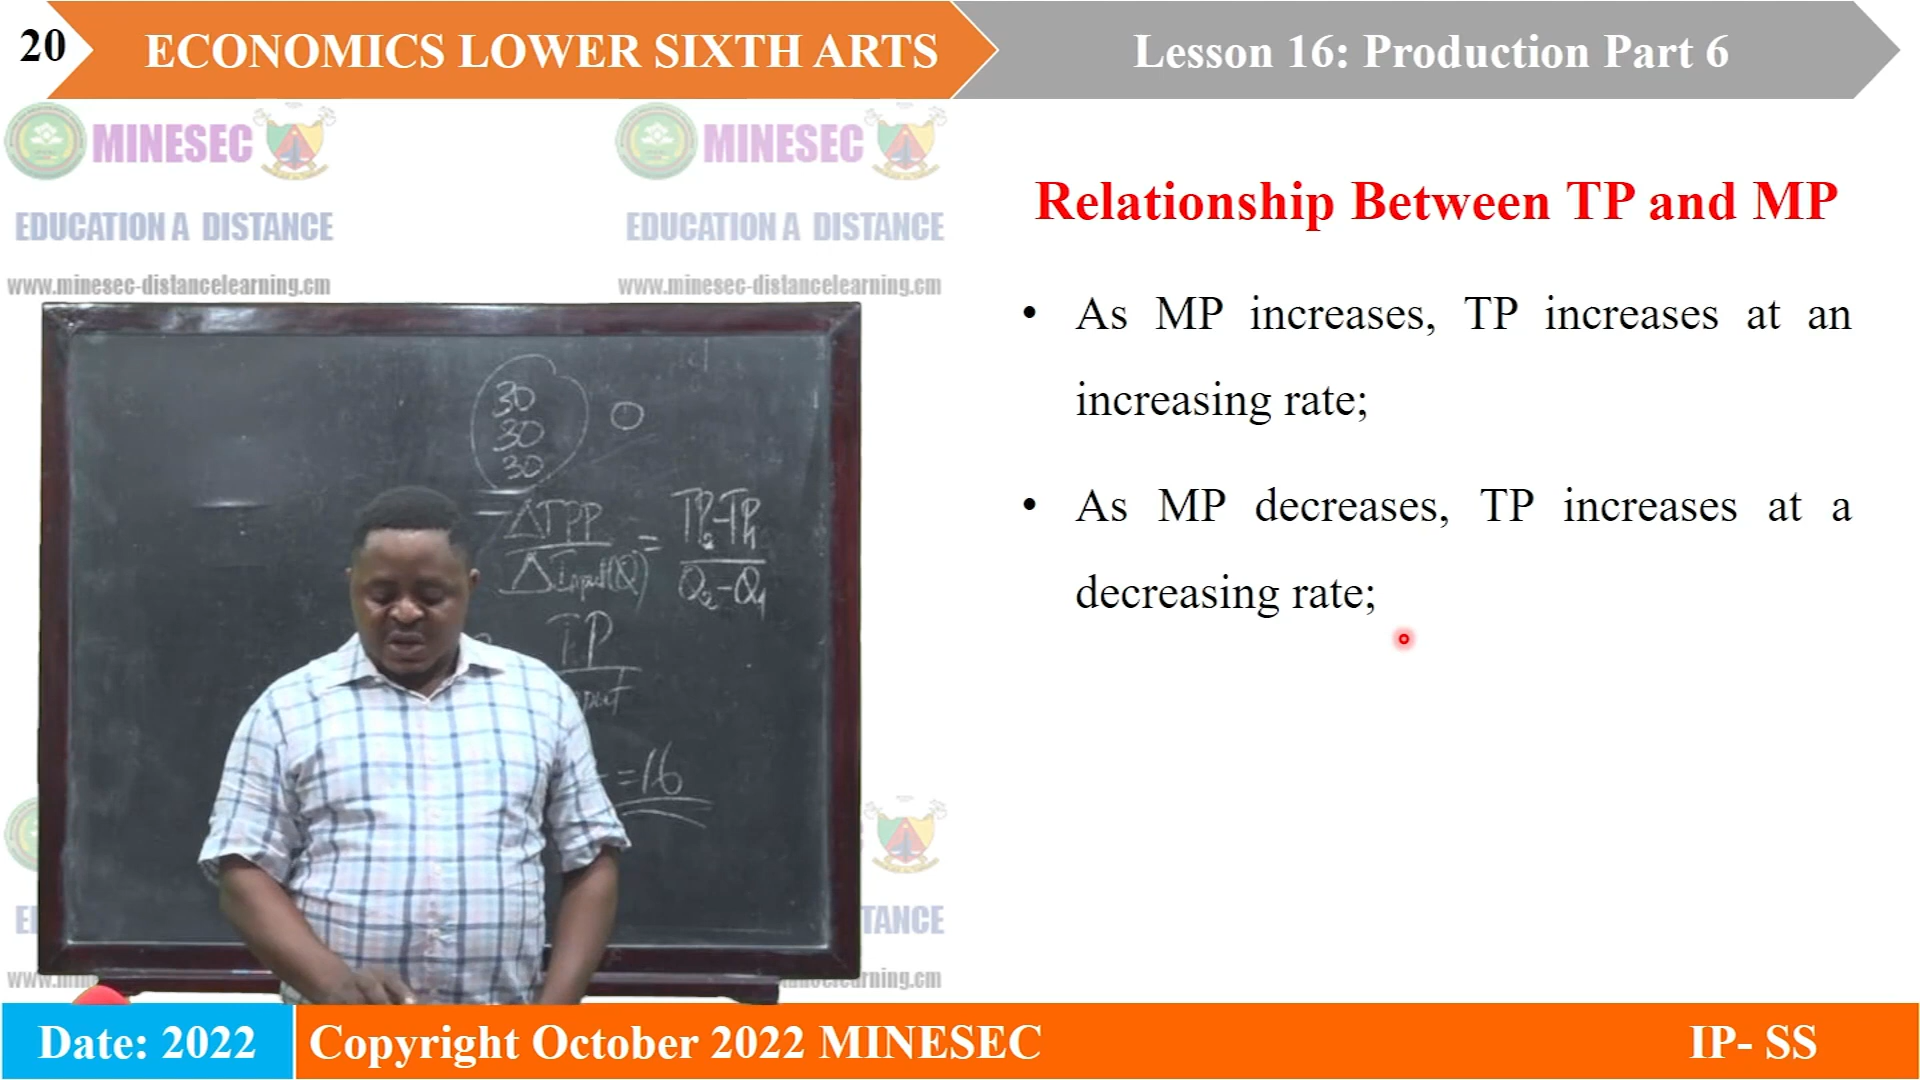 20
ECONOMICS LOWER SIXTH ARTS
Lesson 16: Production Part 6
MINESEC
EDUCATION A DISTANCE
www.minesec-distancelearning.cm
MINESEC
EDUCATION A DISTANCE
www.minesec-distancelearning.cm
Relationship Between TP and MP
• As MP increases, TP increases at an
increasing rate;
• As MP decreases, TP increases at a
decreasing rate;
30
30
30
0
ΔTPP = TP₂-TP₁
ΔInput(Q) Q₂-Q₁
TP
=16
TANCE
rning.cm
Date: 2022
Copyright October 2022 MINESEC
IP- SS